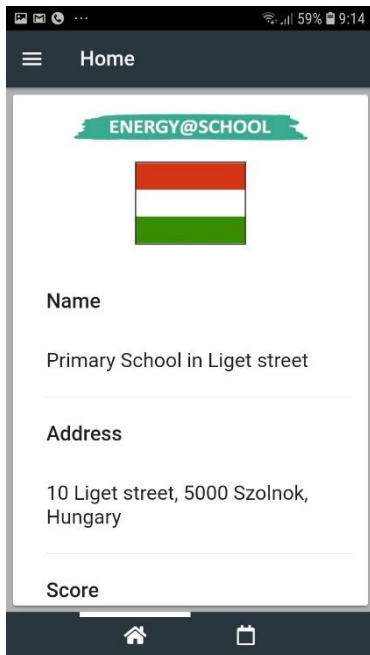 59% 9:14
Home
ENERGY@SCHOOL
Name
Primary School in Liget street
Address
10 Liget street, 5000 Szolnok,
Hungary
Score